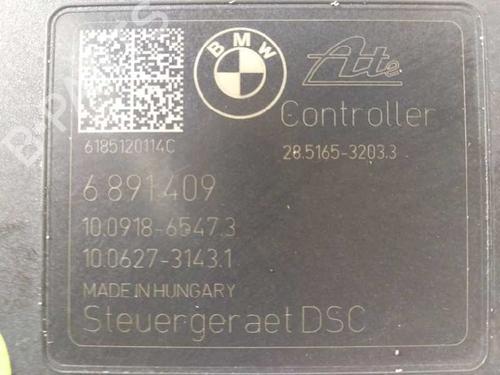 BMW
Ate
Controller
6185120114C
28.5165-3203.3
6 891 409
10.0918-6547.3
10.0627-3143.1
MADE IN HUNGARY
Steuergeraet DSC